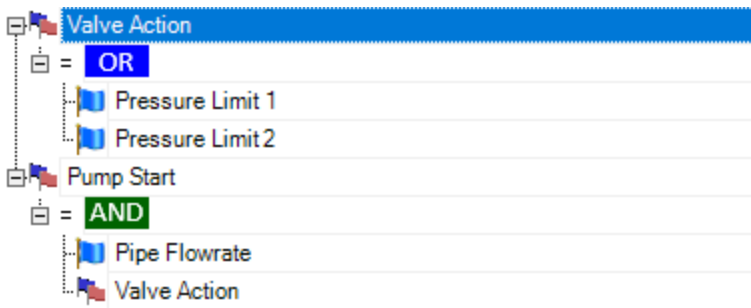 Valve Action
= OR
Pressure Limit 1
Pressure Limit 2
Pump Start
= AND
Pipe Flowrate
Valve Action